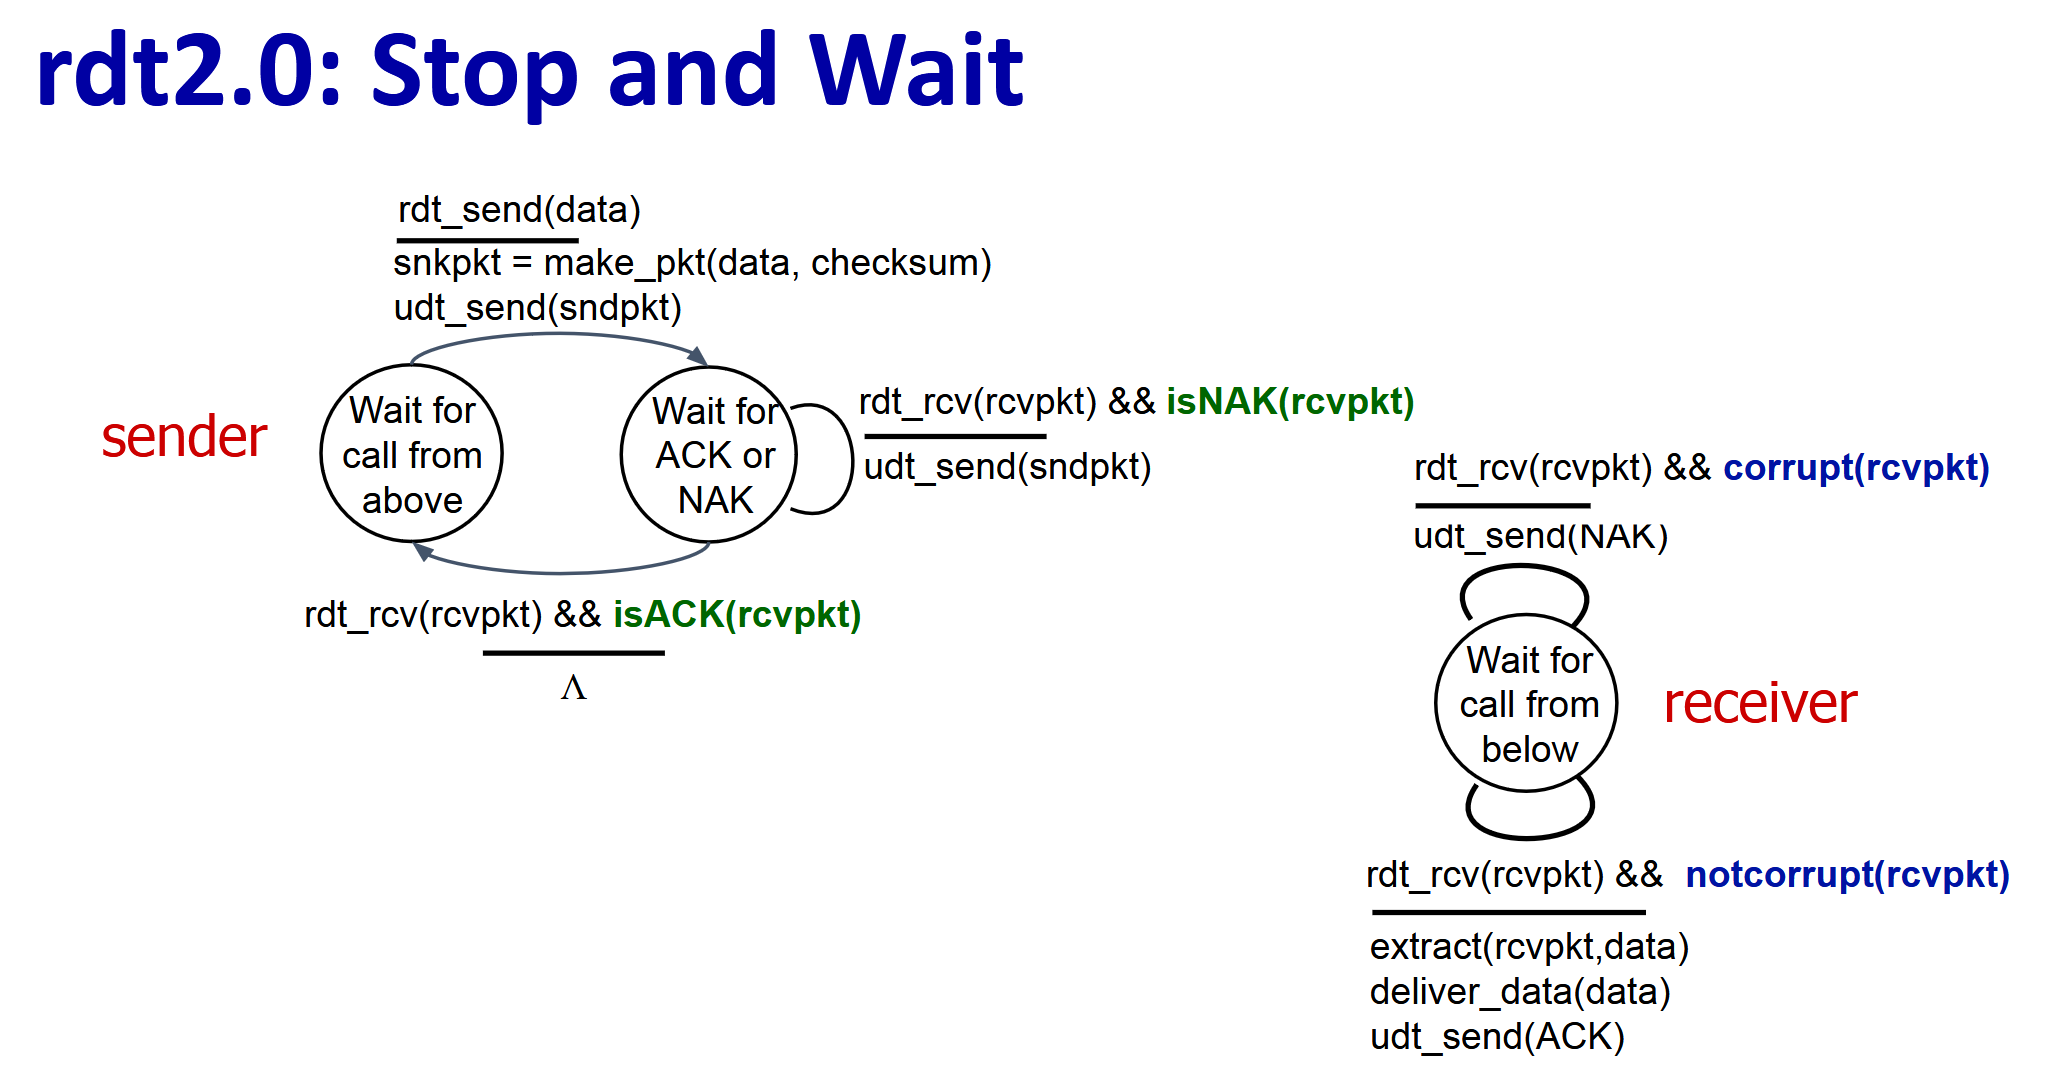 rdt2.0: Stop and Wait
rdt_send(data)
snkpkt = make_pkt(data, checksum)
udt_send(sndpkt)
sender
Wait for
call from
above
Wait for
ACK or
NAK
rdt_rcv(rcvpkt) && isNAK(rcvpkt)
udt_send(sndpkt)
rdt_rcv(rcvpkt) && isACK(rcvpkt)
Λ
rdt_rcv(rcvpkt) && corrupt(rcvpkt)
udt_send(NAK)
Wait for
call from
below
receiver
rdt_rcv(rcvpkt) && notcorrupt(rcvpkt)
extract(rcvpkt,data)
deliver_data(data)
udt_send(ACK)